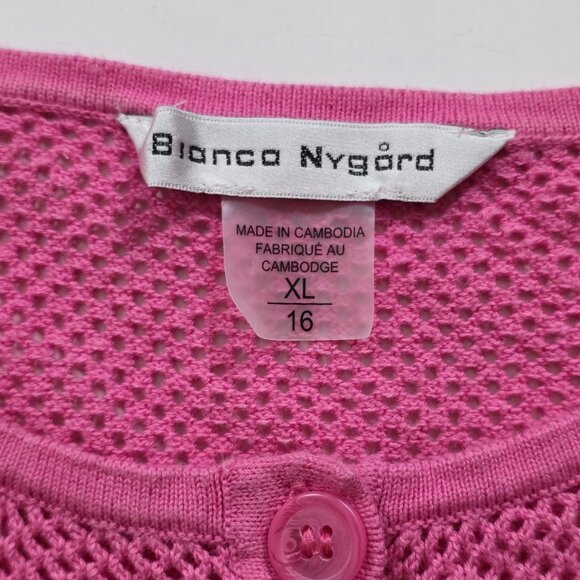 Bianca Nygård
MADE IN CAMBODIA
FABRIQUÉ AU
CAMBODGE
XL
16